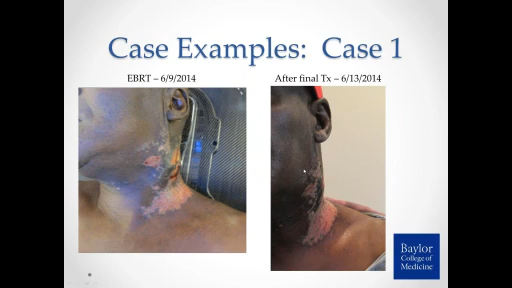 Case Examples: Case 1
EBRT – 6/9/2014
After final Tx – 6/13/2014
Baylor
College of
Medicine